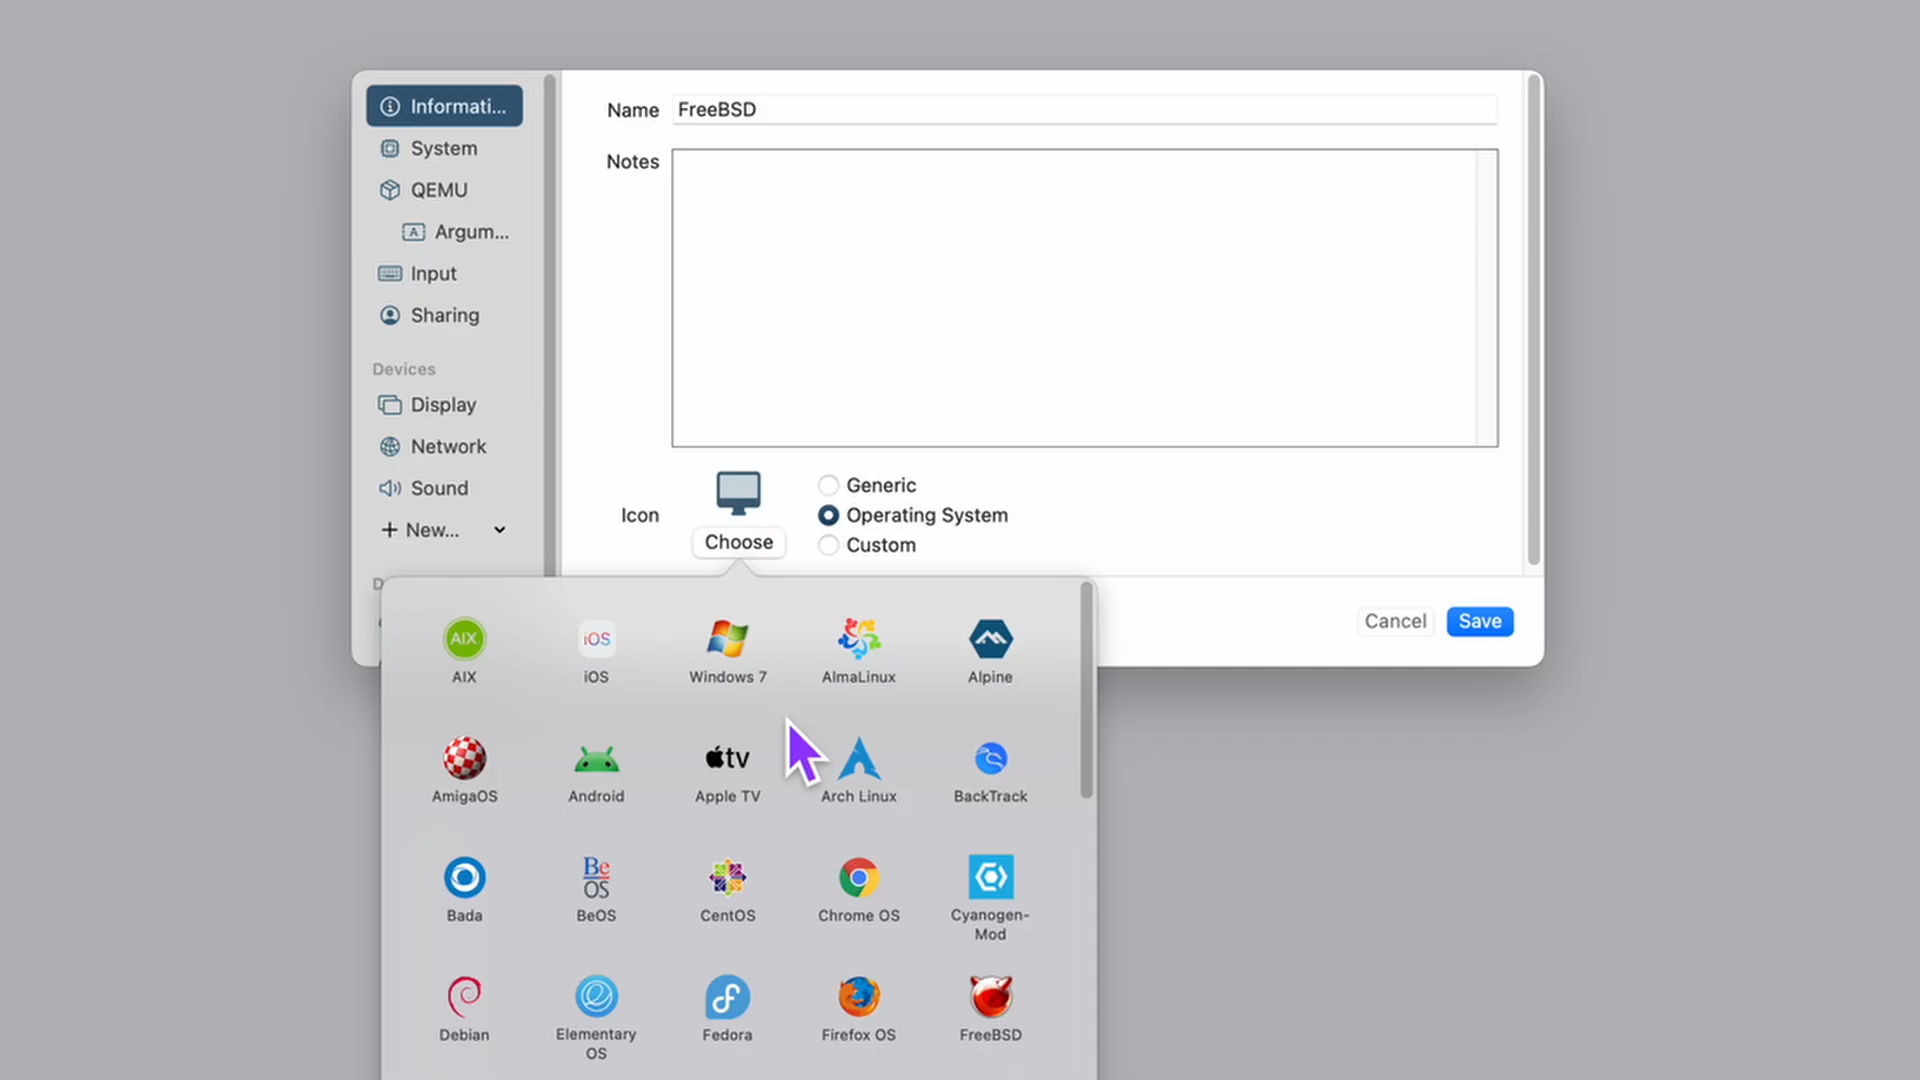 Informati...
System
QEMU
Argum...
Input
Sharing
Devices
Display
Network
Sound
New...
Name
FreeBSD
Notes
Icon
Choose
Generic
Operating System
Custom
Cancel
Save
AIX
iOS
AIX
iOS
Windows 7
AlmaLinux
Alpine
tv
AmigaOS
Android
Apple TV
Arch Linux
BackTrack
Be
OS
Bada
BeOS
CentOS
Chrome OS
Cyanogen-
Mod
Debian
Elementary
OS
Fedora
Firefox OS
FreeBSD